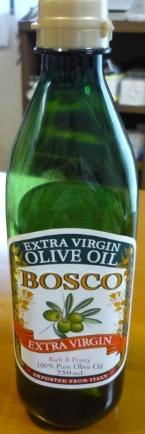 EXTRA VIRGIN
OLIVE OIL
BOSCO
EXTRA VIRGIN
Rich & Fruity
100% Pure Olive Oil
750ml
IMPORTED FROM ITALY